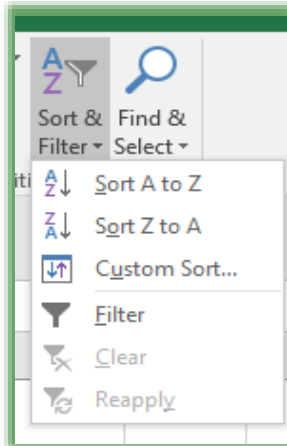 Sort & Find &
Filter Select
Sort A to Z
Sort Z to A
Custom Sort...
Filter
Clear
Reapply